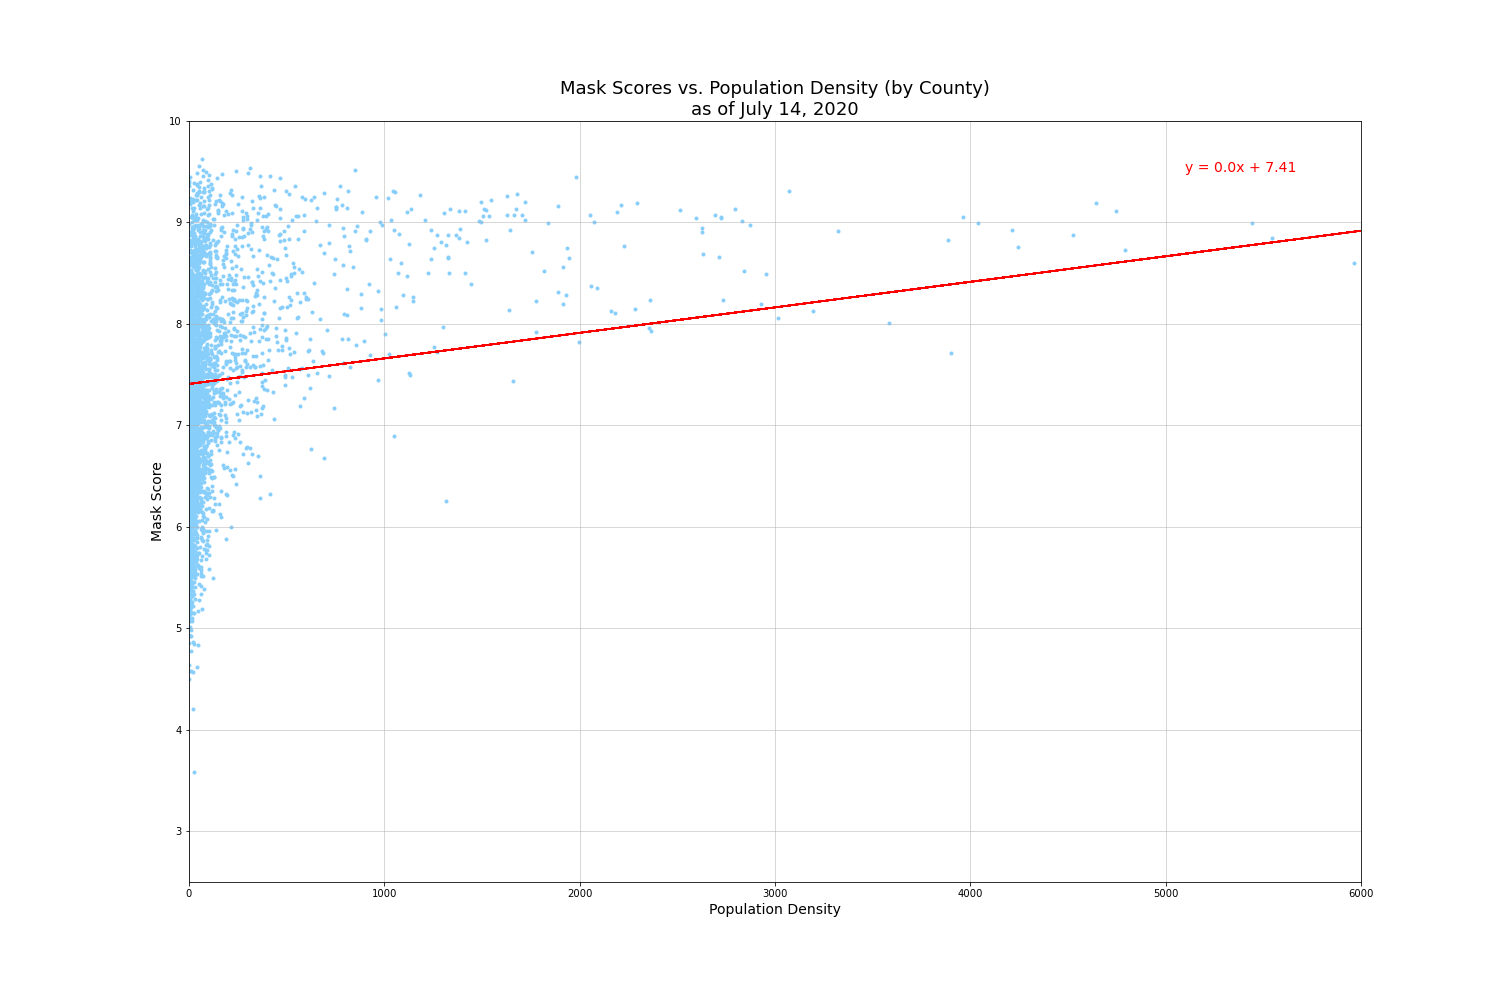 Mask Scores vs. Population Density (by County)
as of July 14, 2020
y = 0.0x + 7.41
10
9
8
7
6
5
4
3
Mask Score
0 1000 2000 3000 4000 5000 6000
Population Density